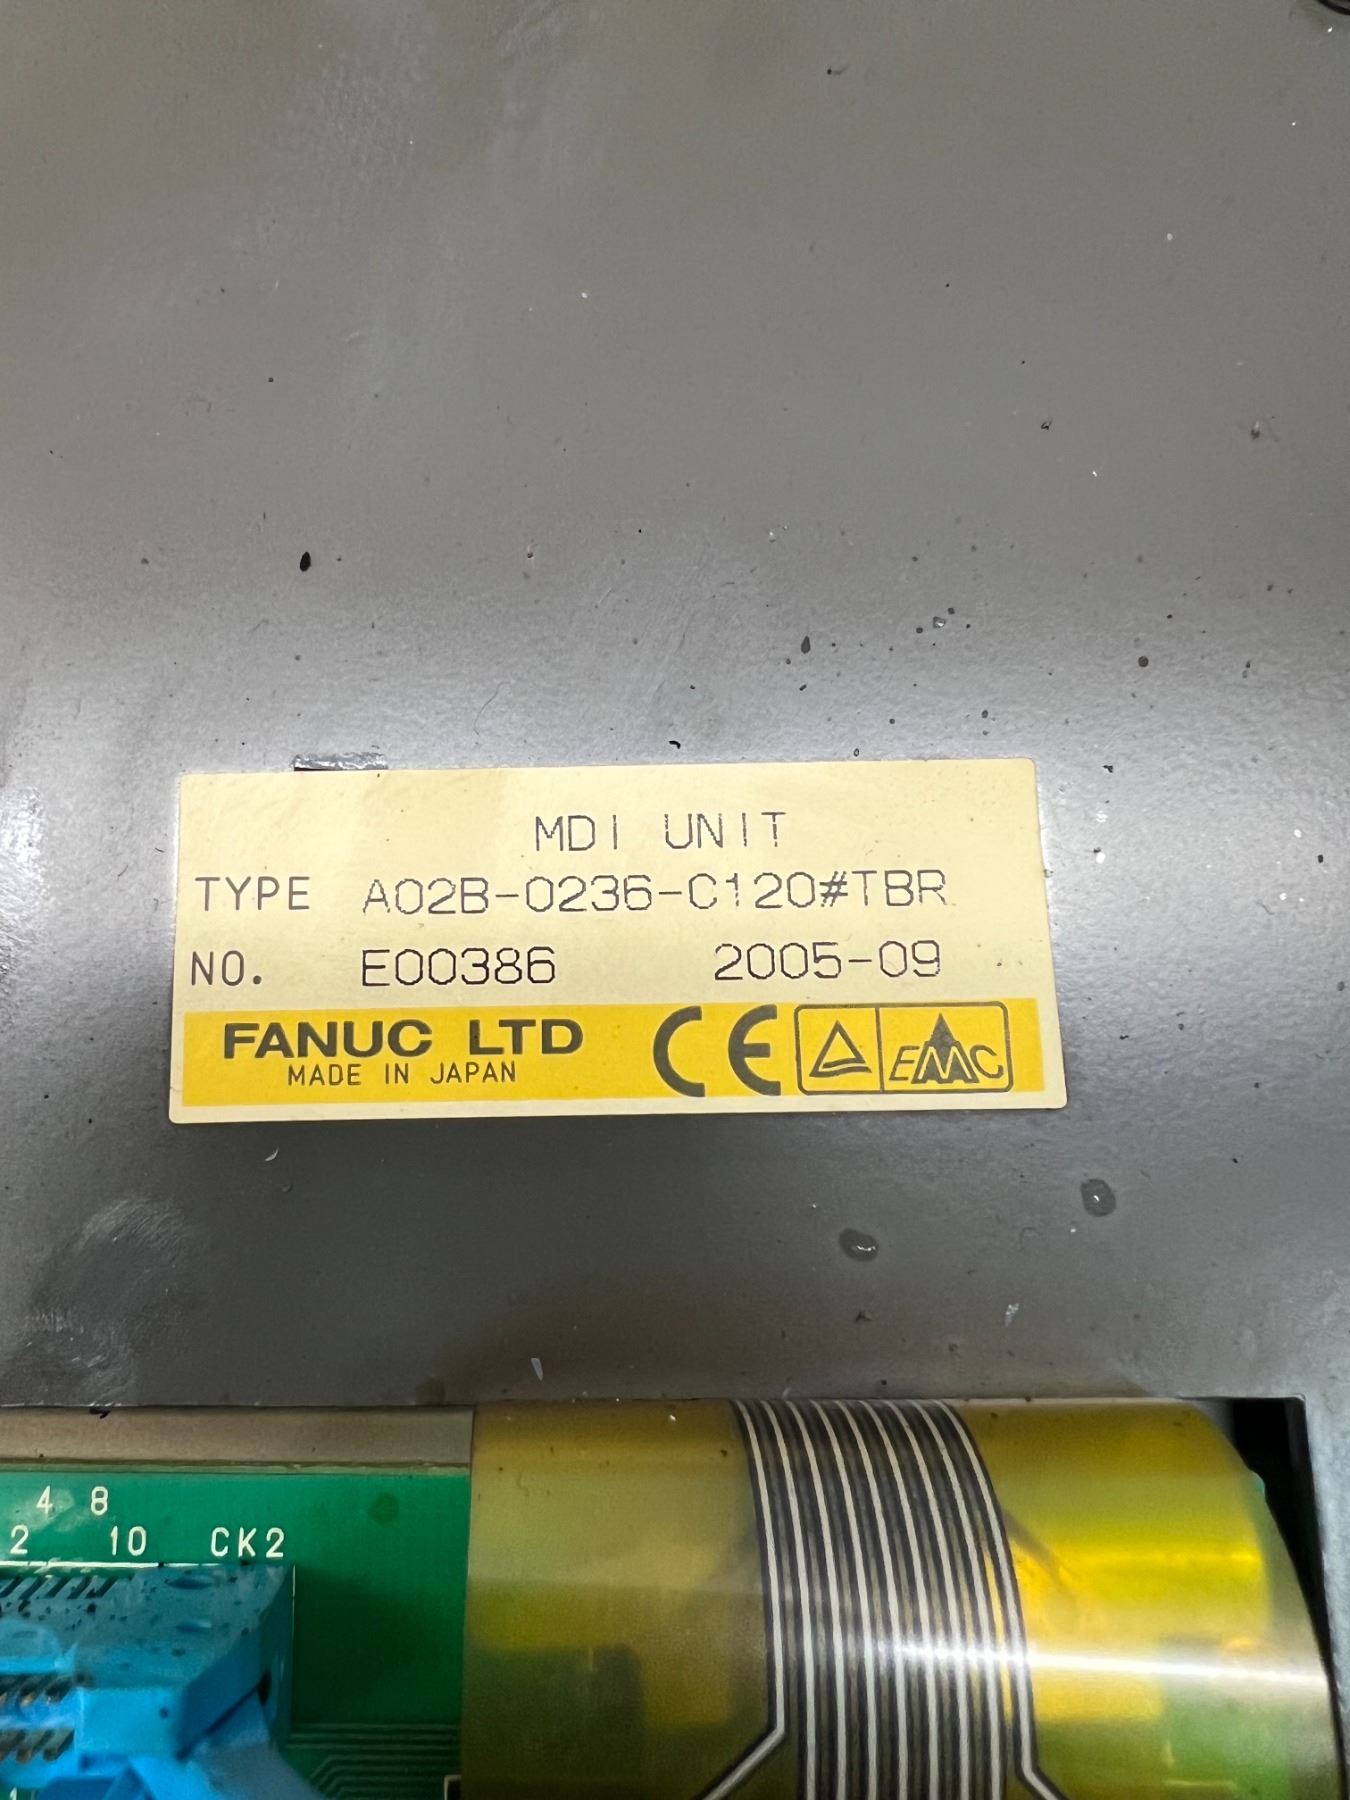 MDI UNIT
TYPE A02B-0236-C120#TBR
NO. E00386 2005-09
FANUC LTD CE EMC
MADE IN JAPAN
4 8
2 10 CK2
1